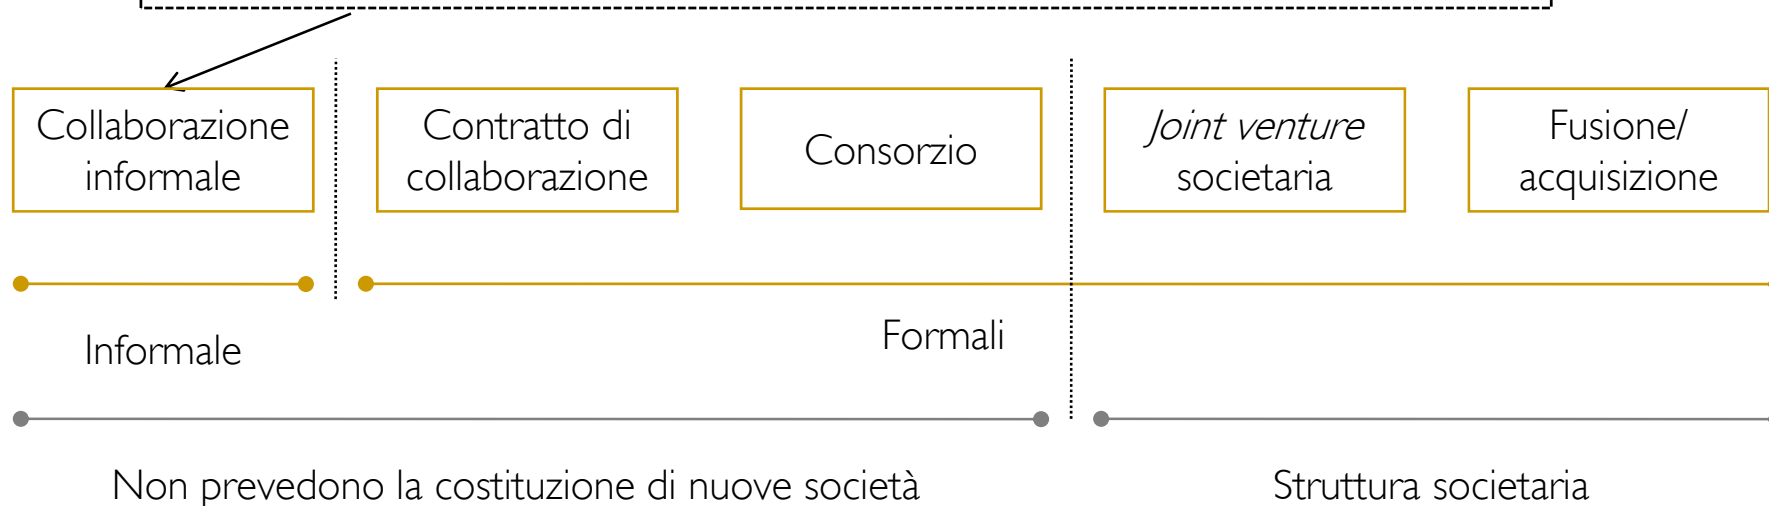 Collaborazione
informale
Contratto di
collaborazione
Consorzio
Joint venture
societaria
Fusione/
acquisizione
Informale
Formali
Non prevedono la costituzione di nuove società
Struttura societaria